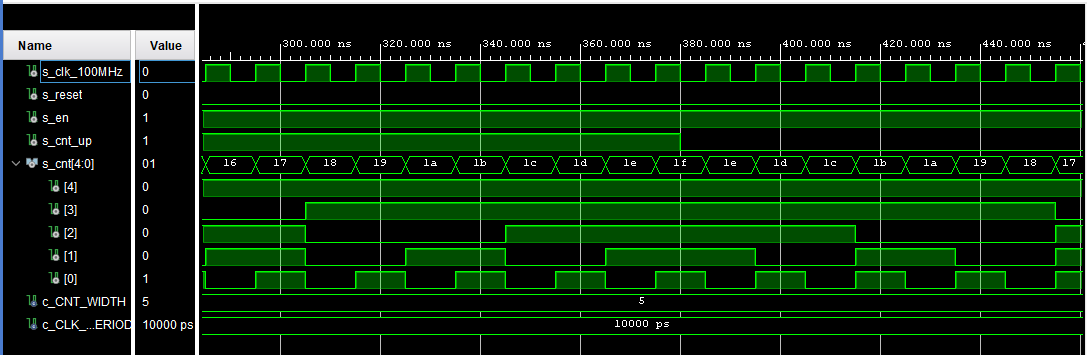 Name Value
300.000 ns 320.000 ns 340.000 ns 360.000 ns 380.000 ns 400.000 ns 420.000 ns 440.000 ns
s_clk_100MHz 0
s_reset 0
s_en 1
s_cnt_up 1
s_cnt[4:0] 01 16 17 18 19 1a 1b 1c 1d 1e 1f 1e 1d 1c 1b 1a 19 18 17
[4] 0
[3] 0
[2] 0
[1] 0
[0] 1
c_CNT_WIDTH 5 5
c_CLK_...ERIOD 10000 ps 10000 ps